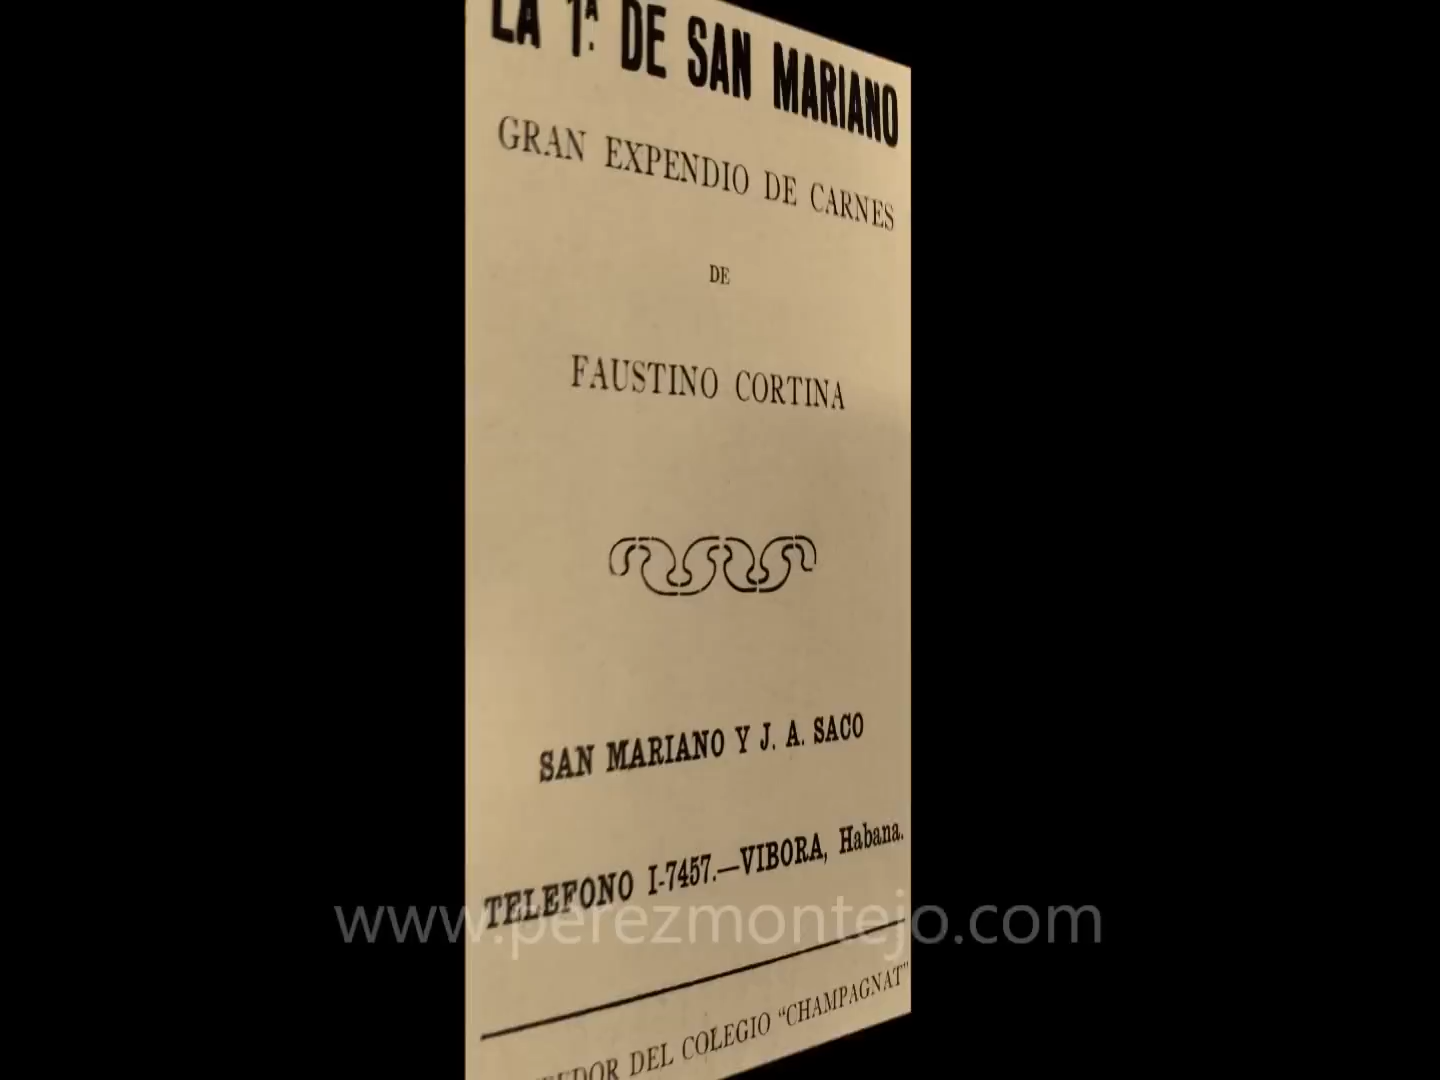 LA 1ª DE SAN MARIANO
GRAN EXPENDIO DE CARNES
DE
FAUSTINO CORTINA
SAN MARIANO Y J. A. SACO
TELEFONO I-7457.—VIBORA, Habana.
www.perezmontejo.com
DEL COLEGIO "CHAMPAGNAT"